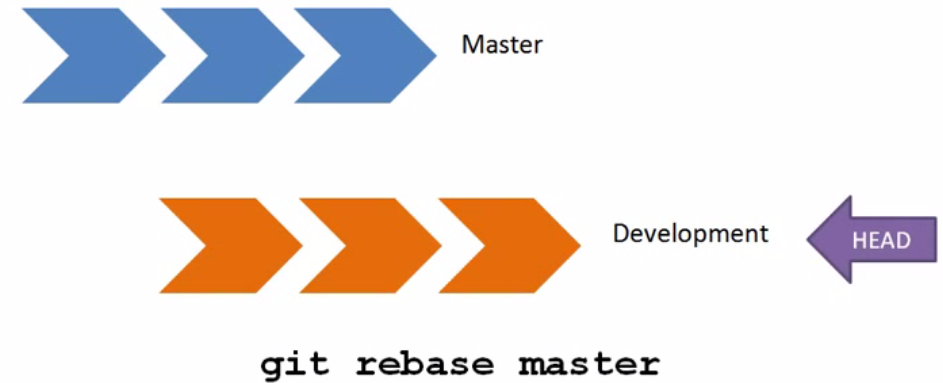 Master
Development
HEAD
git rebase master